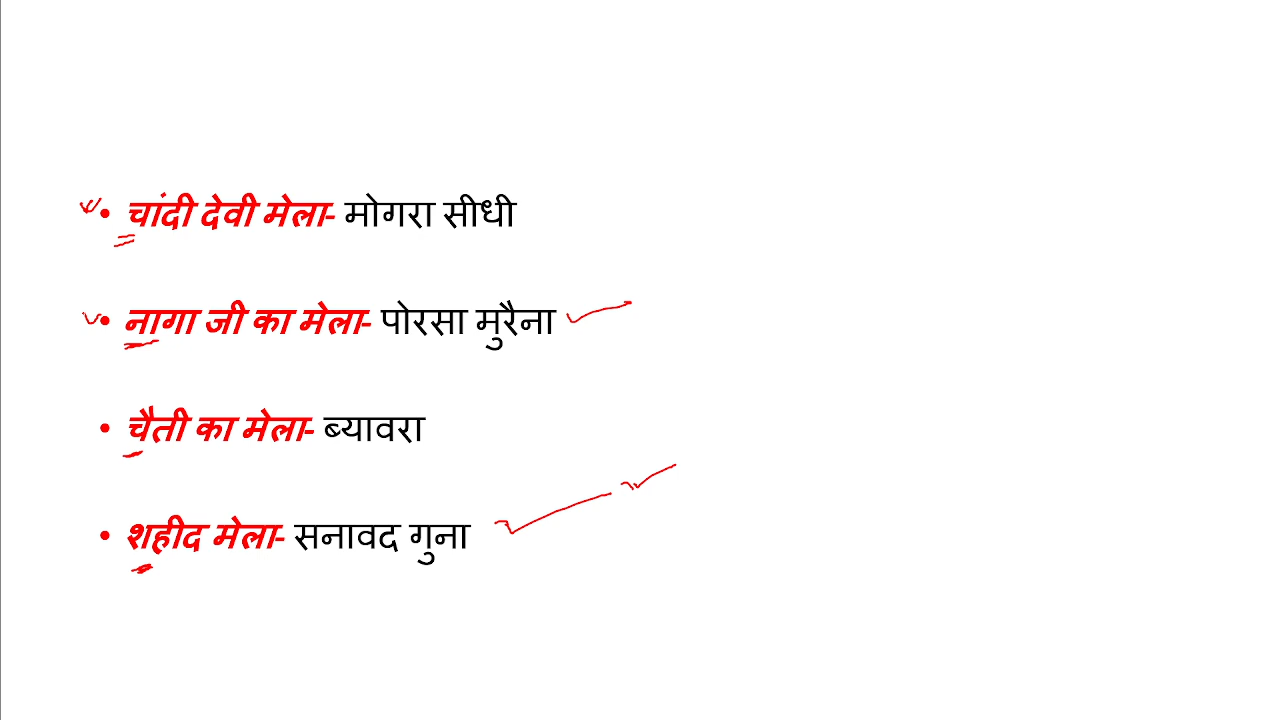 • चांदी देवी मेला- मोगरा सीधी
• नागा जी का मेला- पोरसा मुरैना
• चैती का मेला- ब्यावरा
• शहीद मेला- सनावद गुना